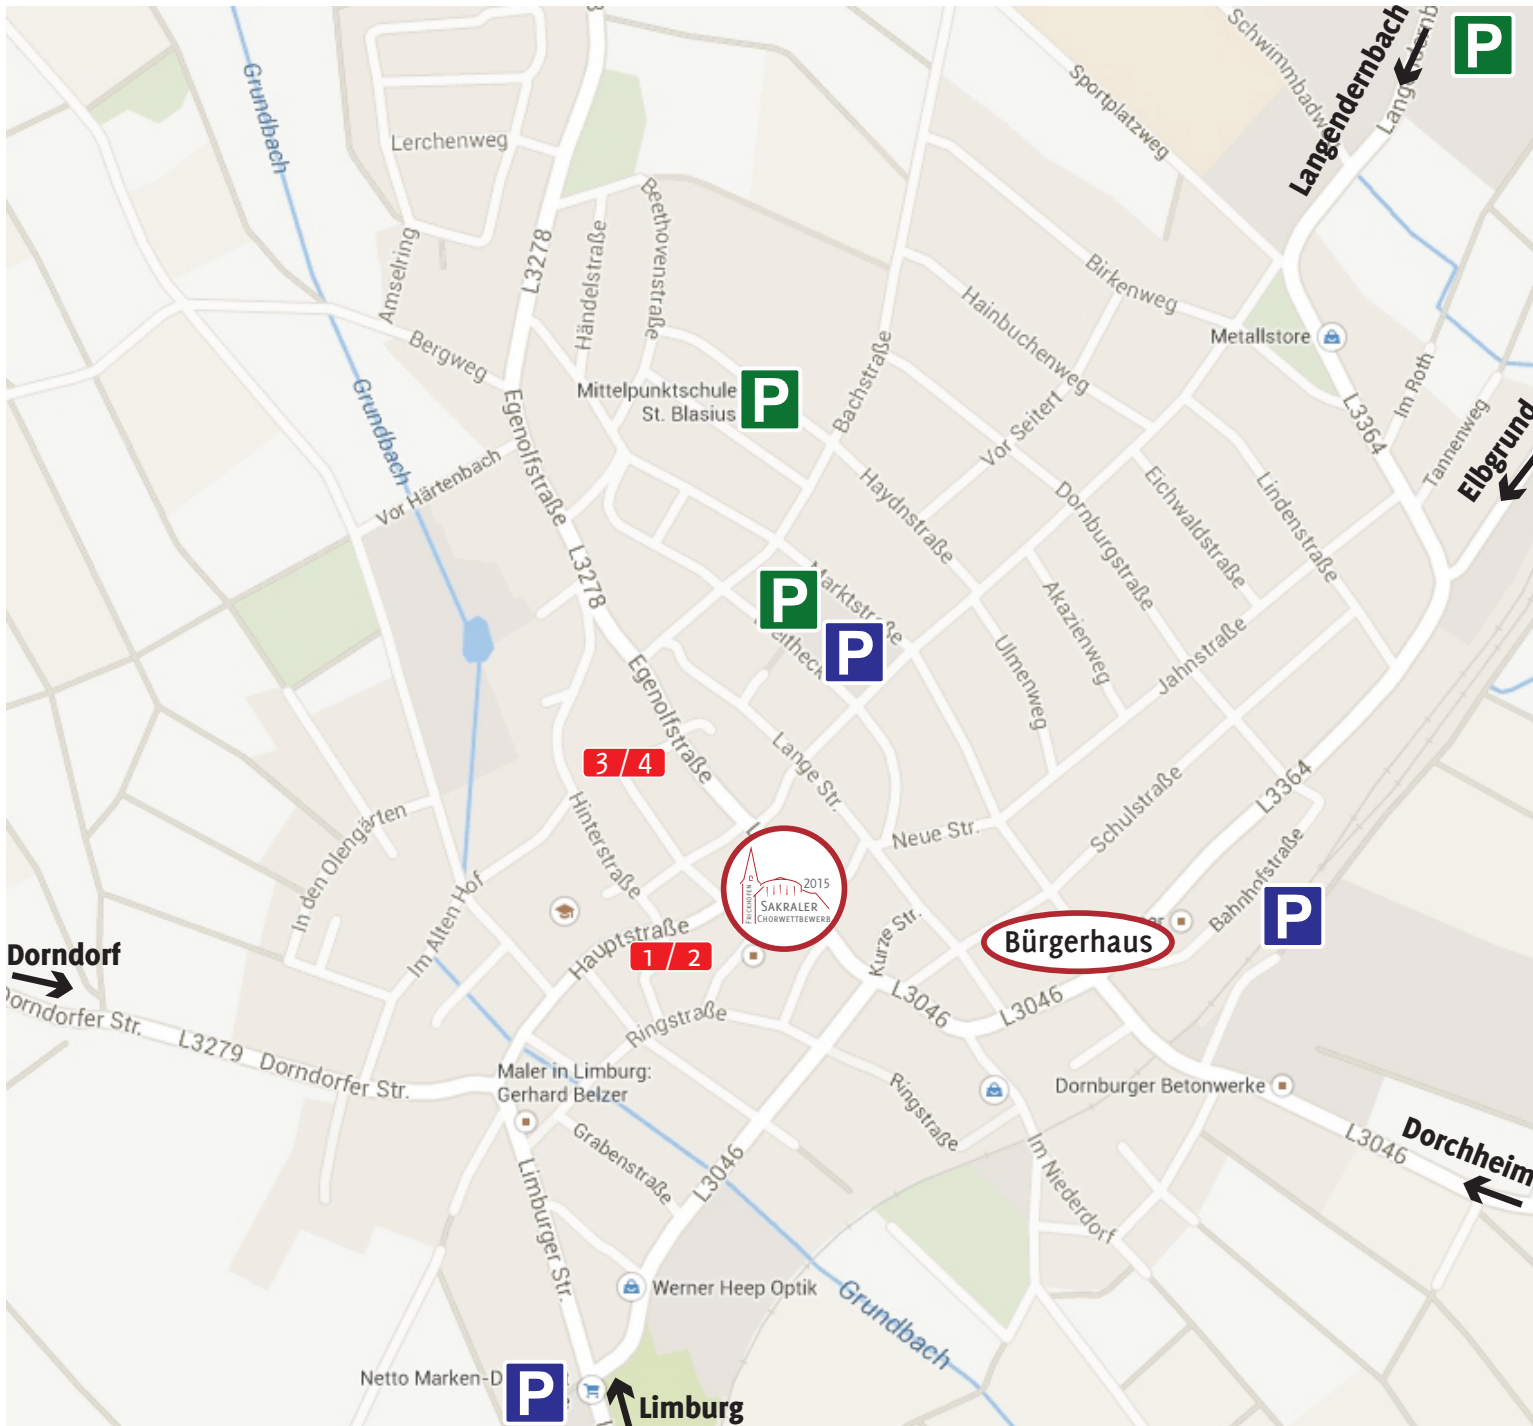 Langendernbach
P
Schwimmbadw
Sportplatzweg
Grundbach
Lerchenweg
Beethovenstraße
Händelstraße
L3278
Amselring
Birkenweg
Hainbuchenweg
Metallstore
Bergweg
Grundbach
Mittelpunktschule
St. Blasius
P
Bachstraße
Im Roth
L3364
Tannenweg
Elbgrund
Egenolfstraße
Vor Seitert
Vor Härtenbach
Haydnstraße
Dornburgstraße
Eichwaldstraße
Lindenstraße
L3278
P
Marktstraße
P
Akazienweg
Ulmenweg
Jahnstraße
Egenolfstraße
3 / 4
Lange Str.
Hinterstraße
In den Olengärten
Neue Str.
Schulstraße
L3364
Bahnhofstraße
FRICKHOFEN
2015
SAKRALER
CHORWETTBEWERB
P
Im Alten Hof
Hauptstraße
1 / 2
Kurze Str.
Bürgerhaus
Dorndorf
Dorndorfer Str.
L3279
Dorndorfer Str.
L3046
L3046
Ringstraße
Maler in Limburg:
Gerhard Belzer
Ringstraße
Dornburger Betonwerke
Grabenstraße
L3046
Im Niederdorf
L3046
Dorchheim
Limburger Str.
Werner Heep Optik
Grundbach
Netto Marken-D
P
Limburg